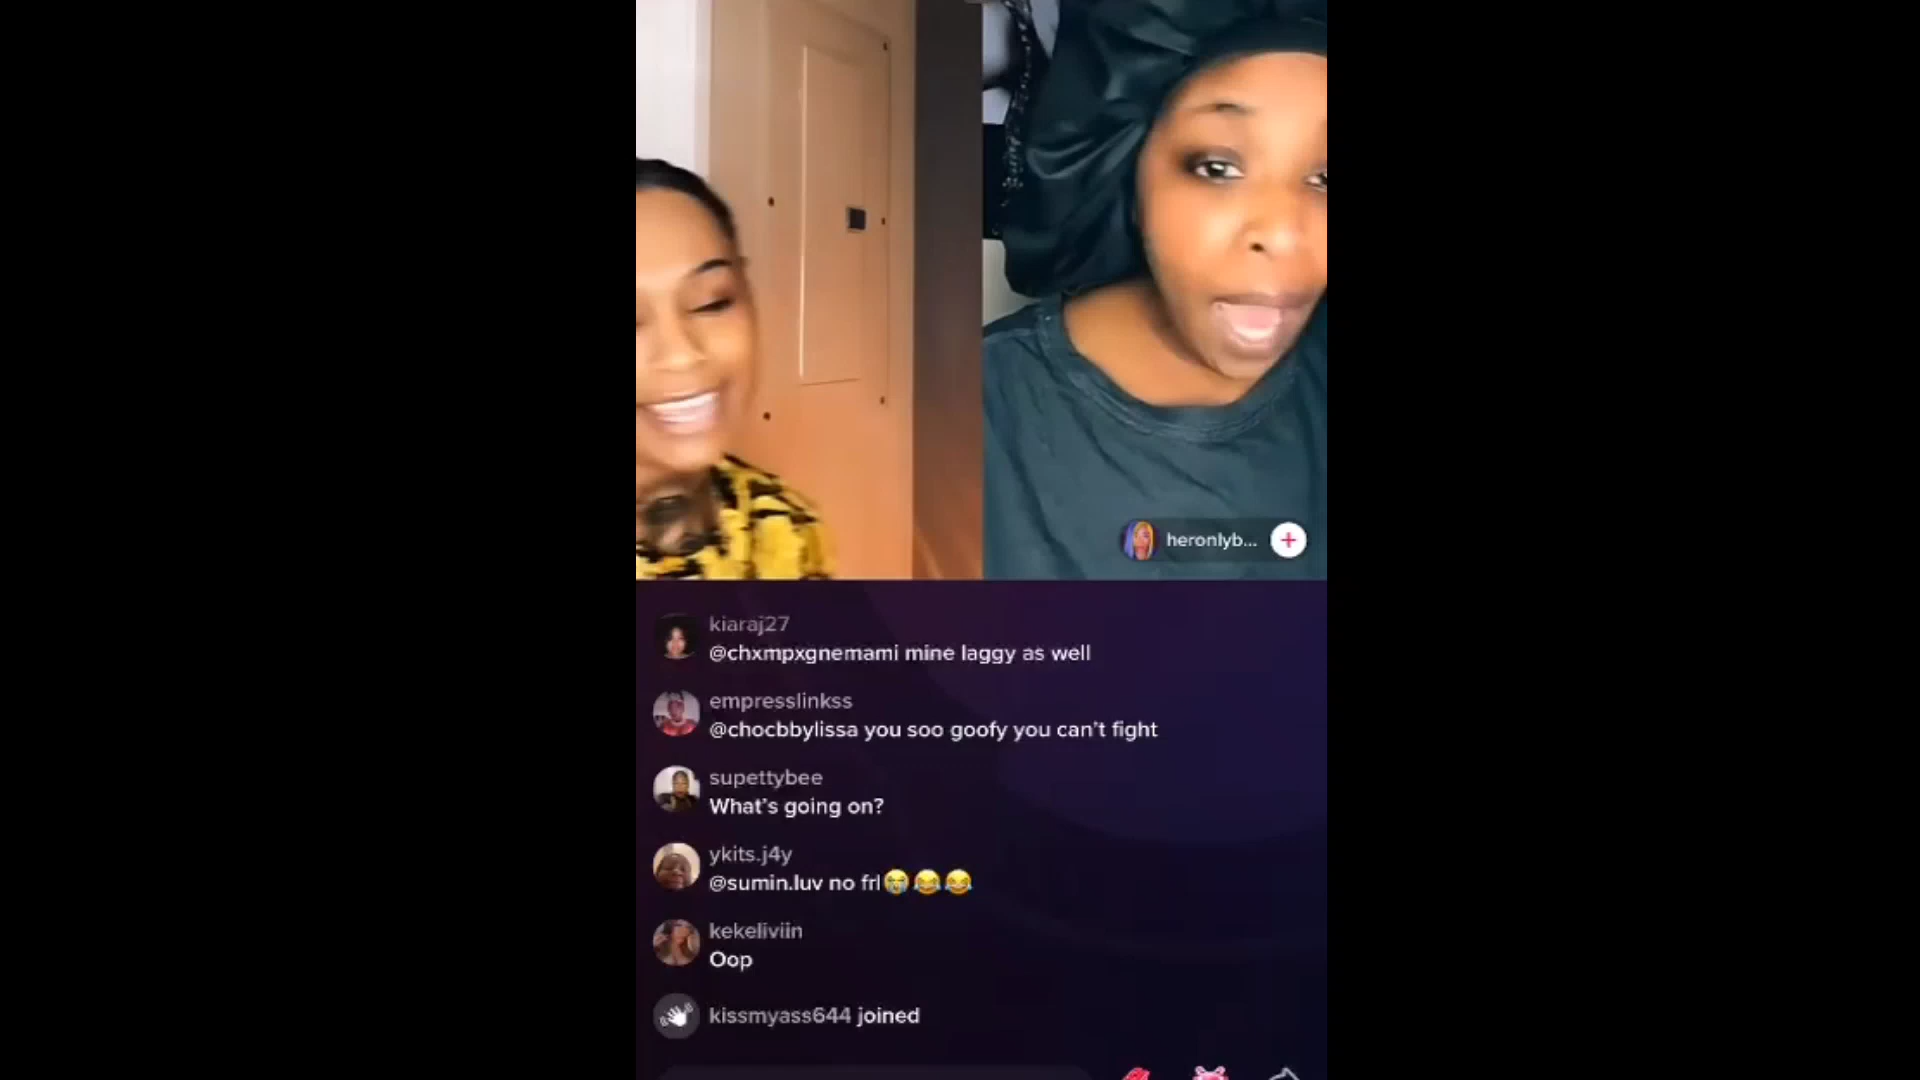 heronlyb...
kiaraj27
@chxmpxgnemami mine laggy as well
empresslinkss
@chocbbylissa you soo goofy you can't fight
supettybee
What's going on?
ykits.j4y
@sumin.luv no frl😭😂😂
kekeliviin
Oop
kissmyass644 joined